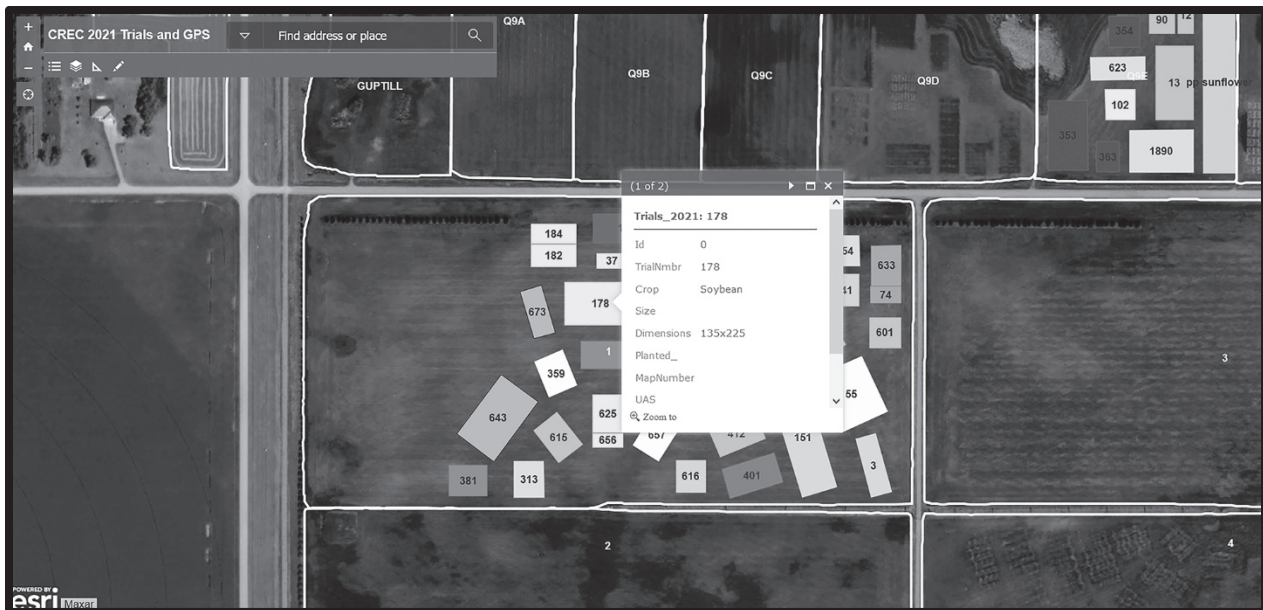 Q9A
CREC 2021 Trials and GPS
Find address or place
GUPTILL
Q9B
Q9C
Q9D
354
90
12
623
Q9E
13
pp sunflower
102
353
363
1890
(1 of 2)
Trials_2021: 178
Id 0
TrialNmbr 178
Crop Soybean
Size
Dimensions 135x225
Planted_
MapNumber
UAS
Zoom to
184
182
37
178
673
1
359
643
625
615
656
657
412
151
55
3
381
313
616
401
54
633
41
74
601
3
2
4
POWERED BY
esri
Maxar